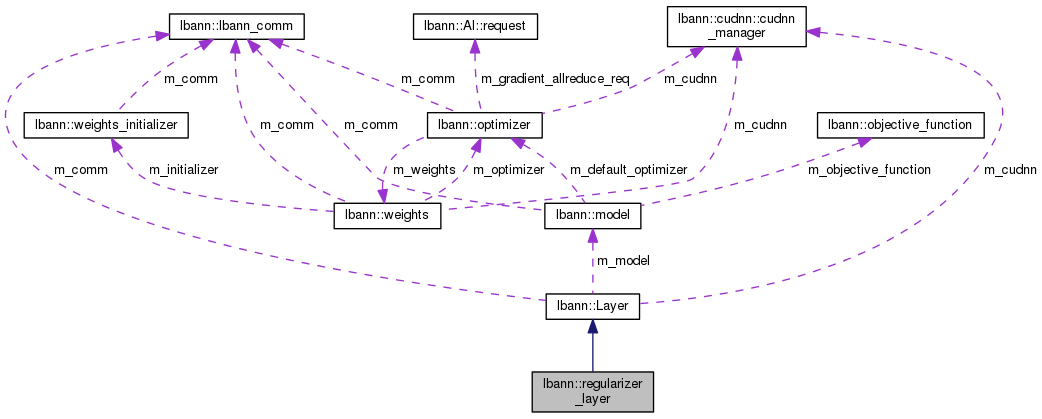 lbann::lbann_comm
lbann::Al::request
lbann::cudnn::cudnn
_manager
m_comm
m_comm
m_gradient_allreduce_req
m_cudnn
lbann::weights_initializer
m_comm
m_comm
lbann::optimizer
m_cudnn
lbann::objective_function
m_comm
m_initializer
m_weights
m_optimizer
m_default_optimizer
m_objective_function
m_cudnn
lbann::weights
lbann::model
m_model
lbann::Layer
lbann::regularizer
_layer